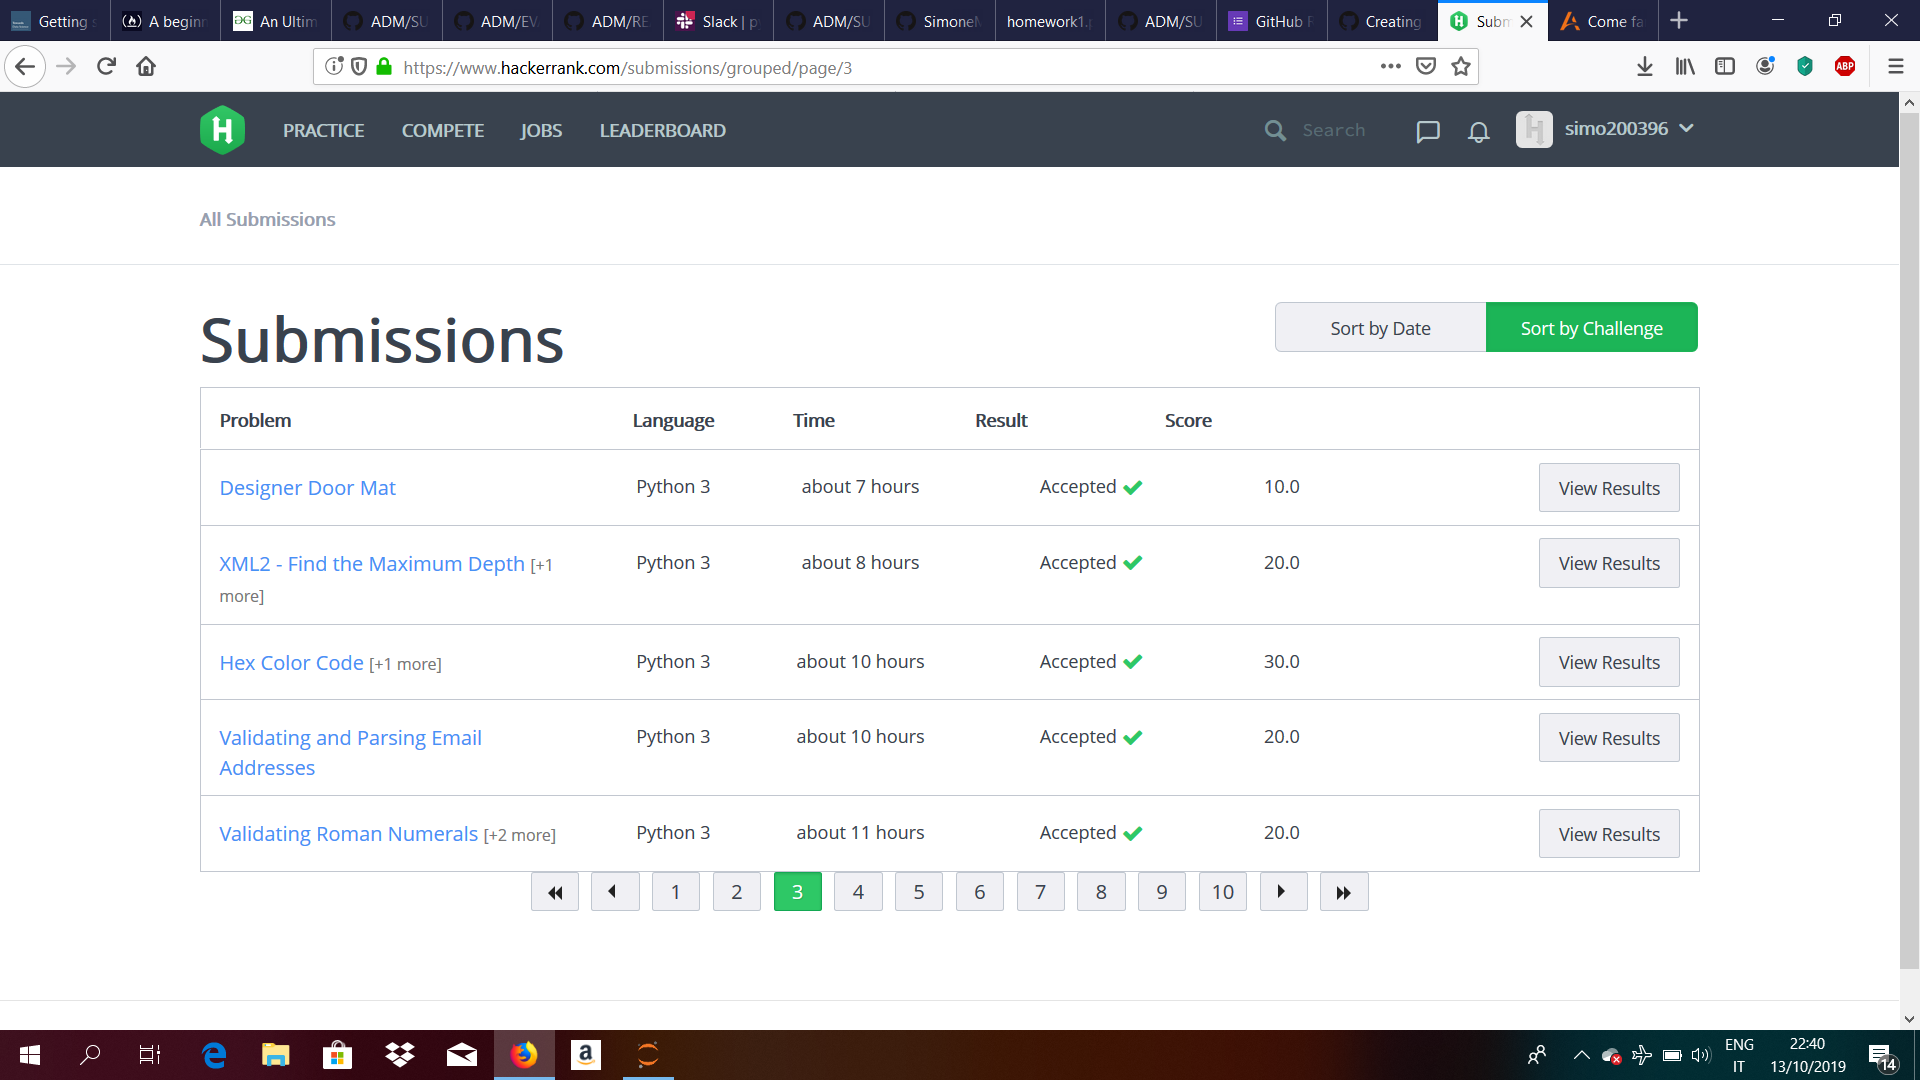 Getting
A beginn
An Ultim
ADM/SU
ADM/EV
ADM/RE
Slack | p
ADM/SU
SimoneM
homework1.p
ADM/SU
GitHub F
Creating
Subm
Come fa
https://www.hackerrank.com/submissions/grouped/page/3
ABP
PRACTICE COMPETE JOBS LEADERBOARD
Search
simo200396
All Submissions
Submissions
Sort by Date
Sort by Challenge
Problem Language Time Result Score
Designer Door Mat Python 3 about 7 hours Accepted 10.0 View Results
XML2 - Find the Maximum Depth [+1 Python 3 about 8 hours Accepted 20.0 View Results
more]
Hex Color Code [+1 more] Python 3 about 10 hours Accepted 30.0 View Results
Validating and Parsing Email Python 3 about 10 hours Accepted 20.0 View Results
Addresses
Validating Roman Numerals [+2 more] Python 3 about 11 hours Accepted 20.0 View Results
1 2 3 4 5 6 7 8 9 10
ENG 22:40
IT 13/10/2019
14